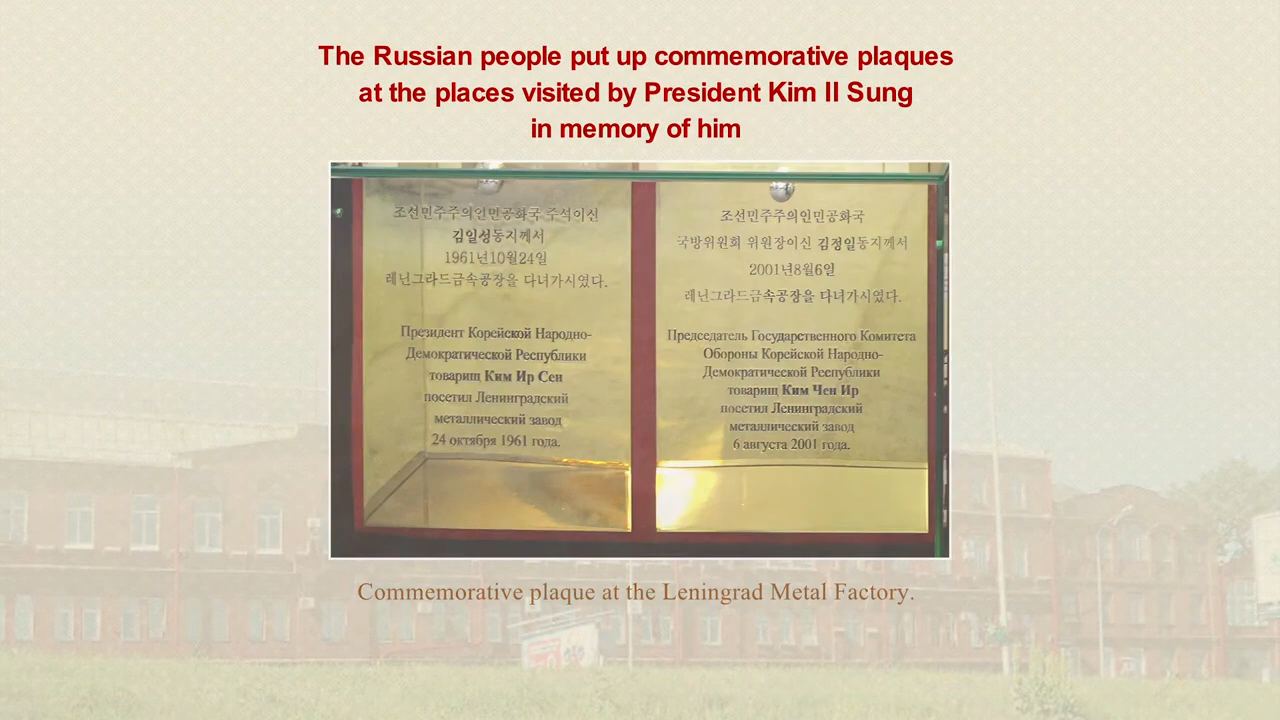 The Russian people put up commemorative plaques
at the places visited by President Kim Il Sung
in memory of him
조선민주주의인민공화국 주석이신
김일성동지께서
1961년10월24일
레닌그라드금속공장을 다녀가시였다.
Президент Корейской Народно-
Демократической Республики
товарищ Ким Ир Сен
посетил Ленинградский
металлический завод
24 октября 1961 года.
조선민주주의인민공화국
국방위원회 위원장이신 김정일동지께서
2001년8월6일
레닌그라드금속공장을 다녀가시였다.
Председатель Государственного Комитета
Обороны Корейской Народно-
Демократической Республики
товарищ Ким Чен Ир
посетил Ленинградский
металлический завод
6 августа 2001 года.
Commemorative plaque at the Leningrad Metal Factory.